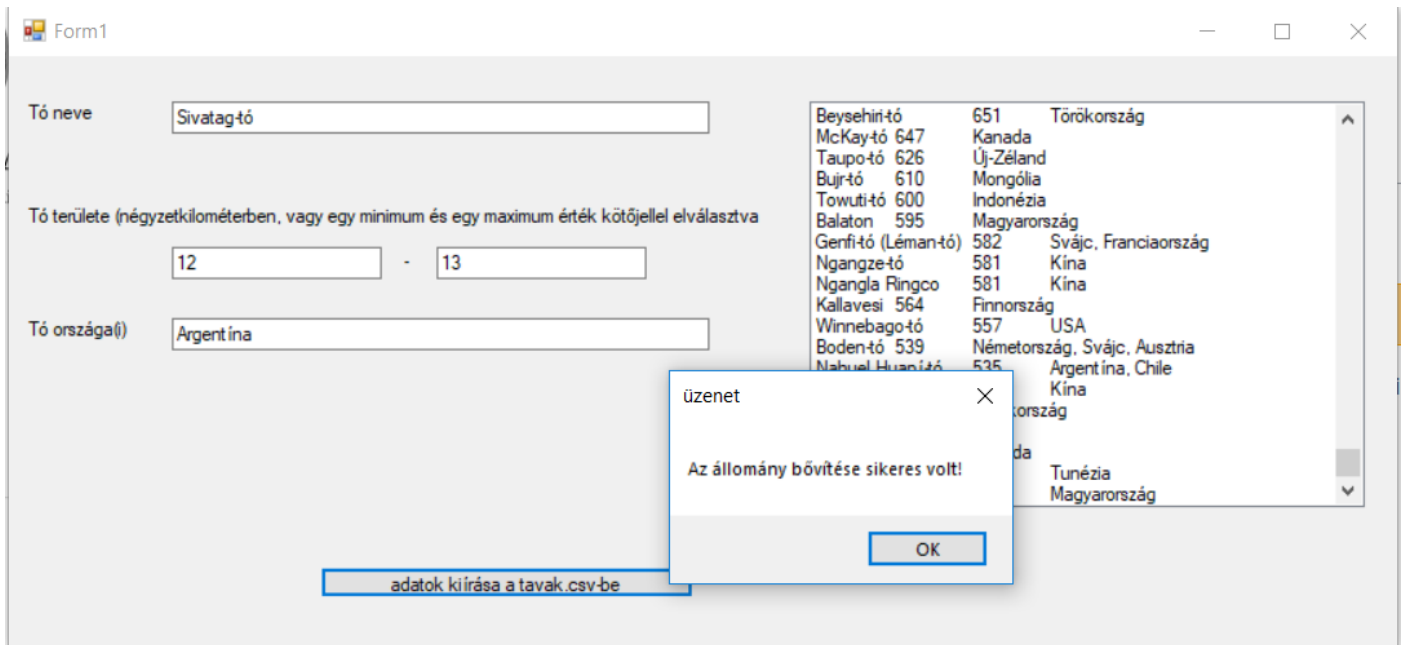 Form1
Tó neve
Sivatag-tó
Tó területe (négyzetkilométerben, vagy egy minimum és egy maximum érték kötőjellel elválasztva
12 - 13
Tó országa(i)
Argentína
adatok kiírása a tavak.csv-be
Beysehiri-tó 651 Törökország
McKay-tó 647 Kanada
Taupo-tó 626 Új-Zéland
Bujr-tó 610 Mongólia
Towuti-tó 600 Indonézia
Balaton 595 Magyarország
Genfi-tó (Léman-tó) 582 Svájc, Franciaország
Ngangze-tó 581 Kína
Ngangla Ringco 581 Kína
Kallavesi 564 Finnország
Winnebago-tó 557 USA
Boden-tó 539 Németország, Svájc, Ausztria
Nahuel Huapí-tó 535 Argentína, Chile
Kína
ország
da
Tunézia
Magyarország
üzenet
Az állomány bővítése sikeres volt!
OK